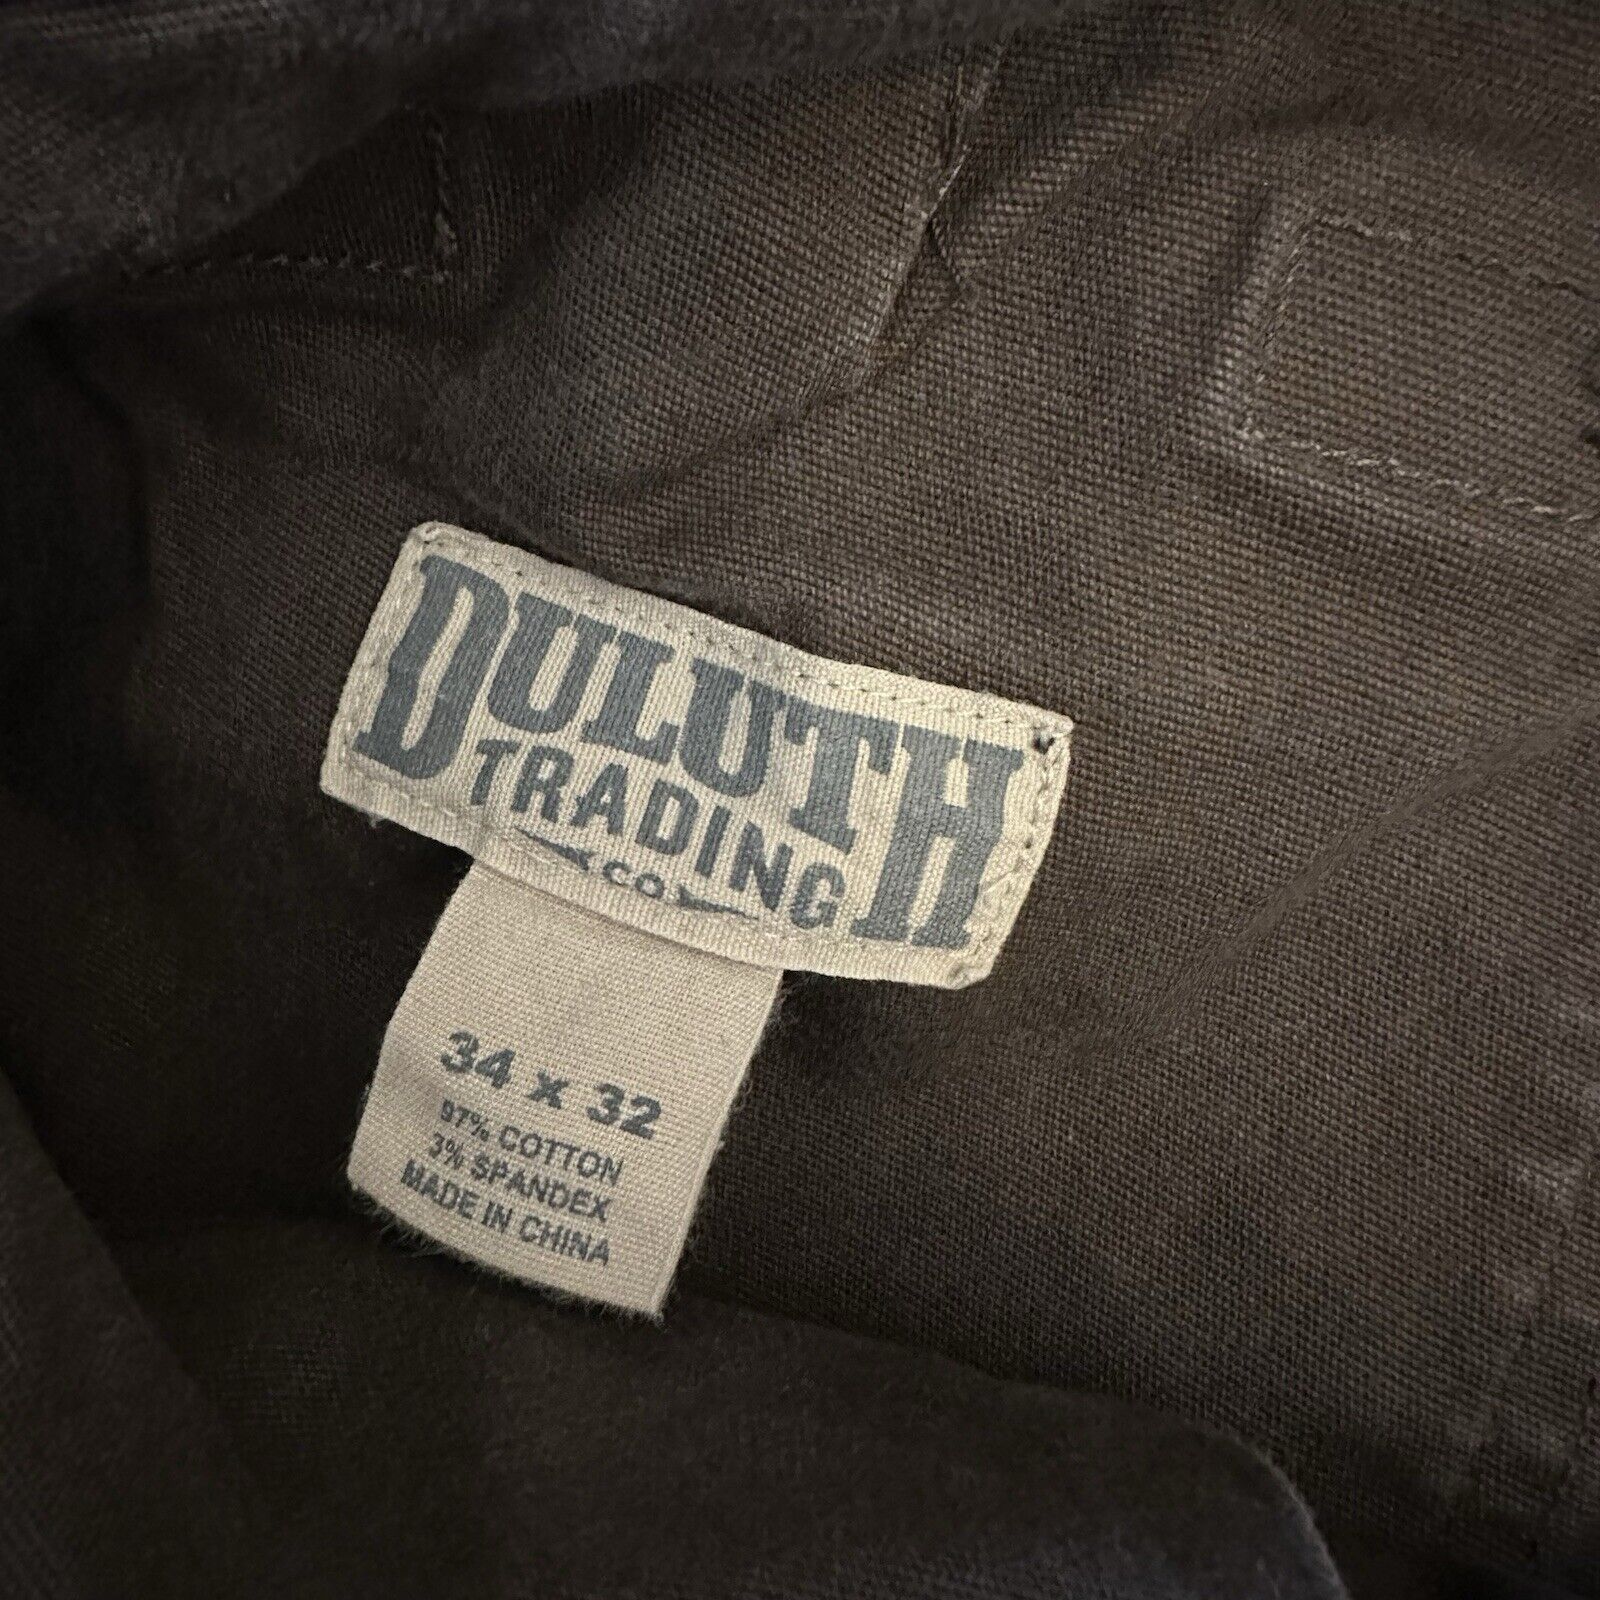 DULUTH
TRADING
CO
34 x 32
97% COTTON
3% SPANDEX
MADE IN CHINA